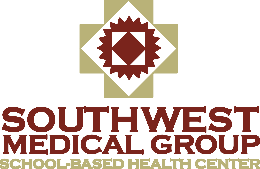 SOUTHWEST
MEDICAL GROUP
SCHOOL-BASED HEALTH CENTER